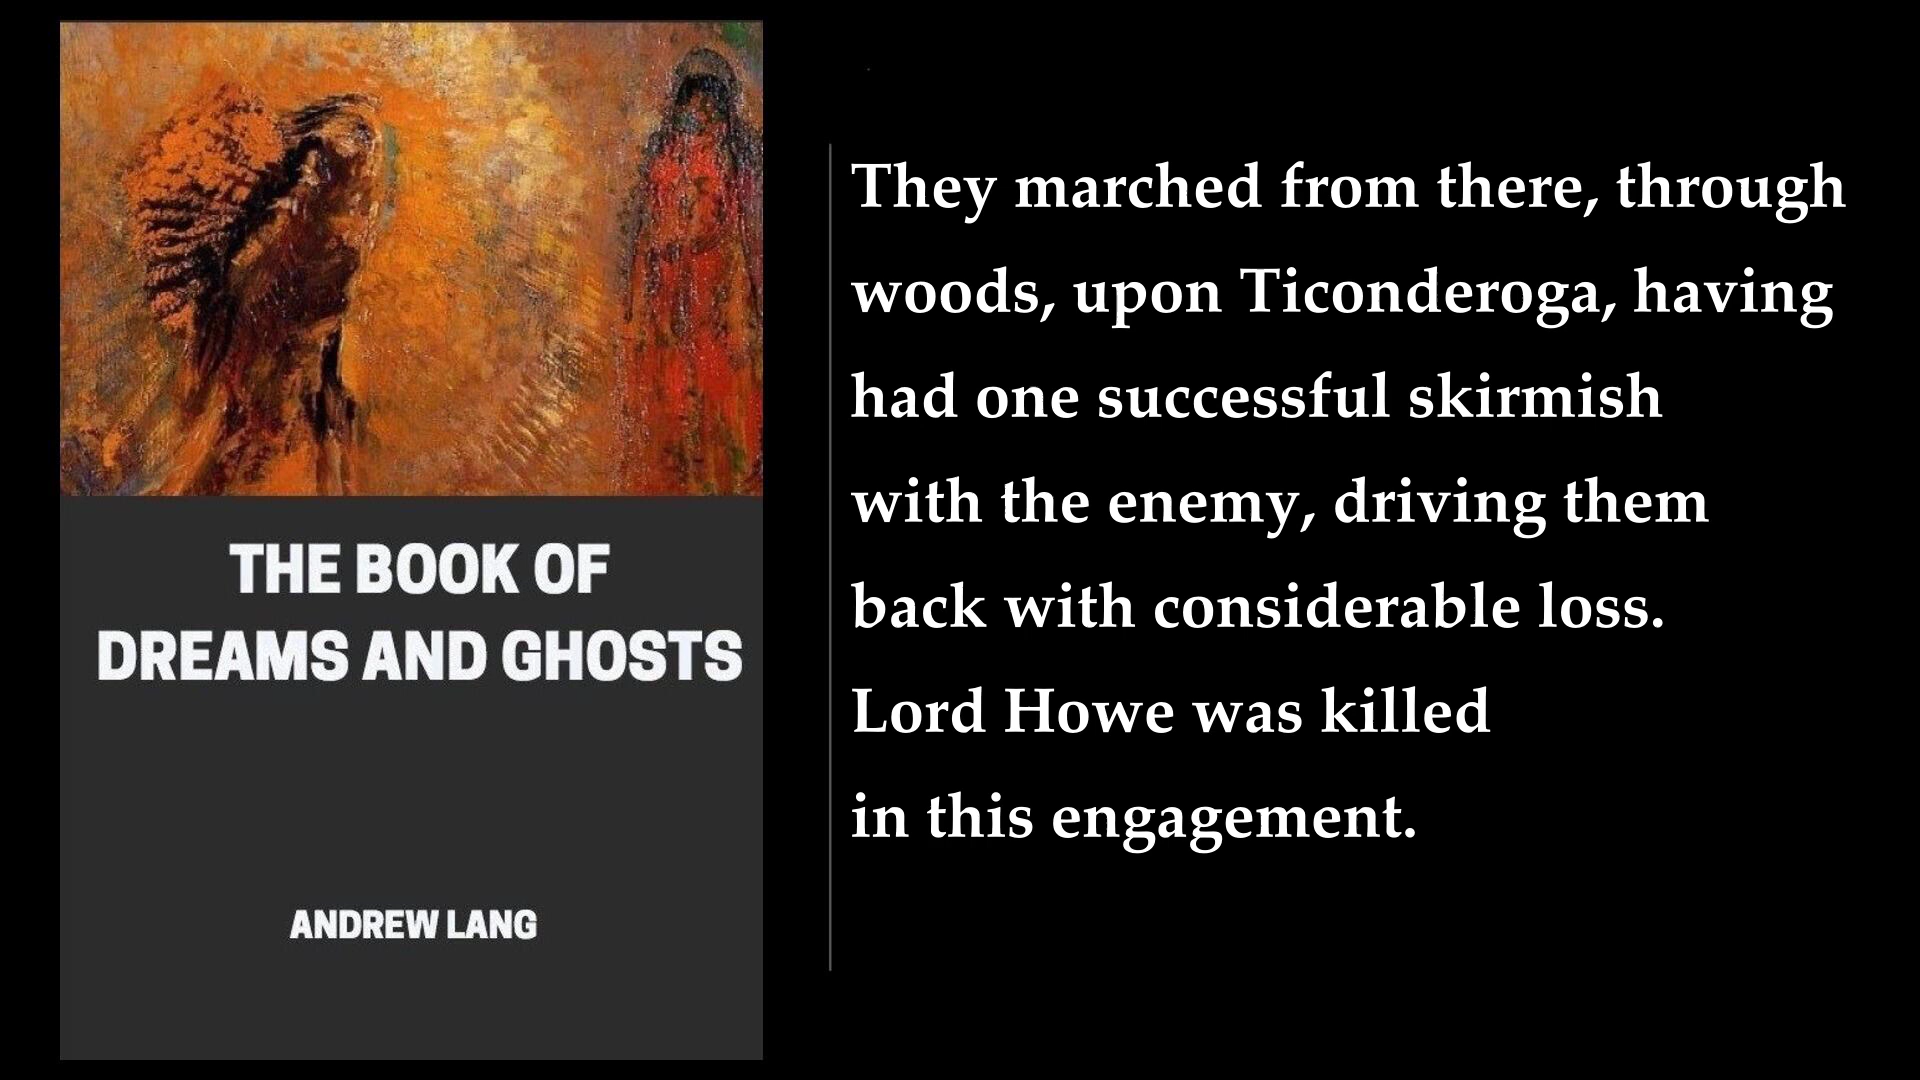 THE BOOK OF
DREAMS AND GHOSTS
ANDREW LANG
They marched from there, through
woods, upon Ticonderoga, having
had one successful skirmish
with the enemy, driving them
back with considerable loss.
Lord Howe was killed
in this engagement.